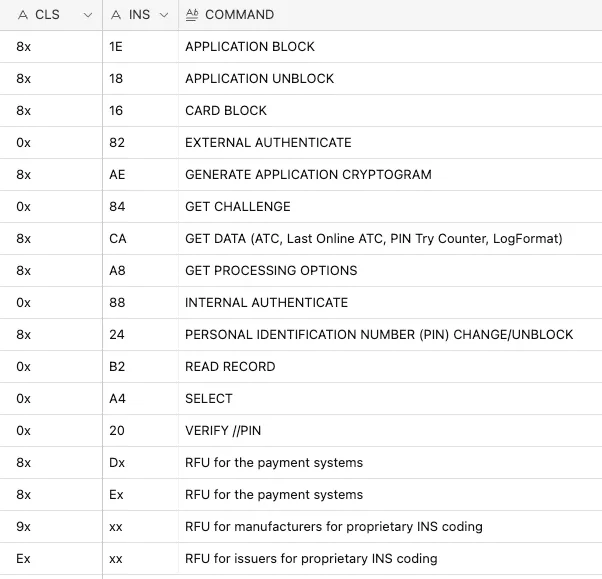 A CLS A INS Ab COMMAND
8x 1E APPLICATION BLOCK
8x 18 APPLICATION UNBLOCK
8x 16 CARD BLOCK
0x 82 EXTERNAL AUTHENTICATE
8x AE GENERATE APPLICATION CRYPTOGRAM
0x 84 GET CHALLENGE
8x CA GET DATA (ATC, Last Online ATC, PIN Try Counter, LogFormat)
8x A8 GET PROCESSING OPTIONS
0x 88 INTERNAL AUTHENTICATE
8x 24 PERSONAL IDENTIFICATION NUMBER (PIN) CHANGE/UNBLOCK
0x B2 READ RECORD
0x A4 SELECT
0x 20 VERIFY //PIN
8x Dx RFU for the payment systems
8x Ex RFU for the payment systems
9x xx RFU for manufacturers for proprietary INS coding
Ex xx RFU for issuers for proprietary INS coding